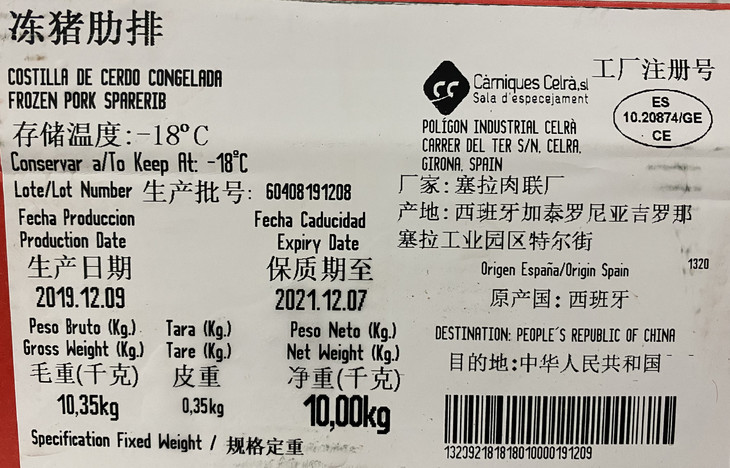 冻猪肋排
COSTILLA DE CERDO CONGELADA
FROZEN PORK SPARERIB
存储温度:-18°C
Conservar a/To Keep At: -18ºC
Lote/Lot Number 生产批号: 60408191208
Fecha Produccion
Production Date
生产日期
2019.12.09
Fecha Caducidad
Expiry Date
保质期至
2021.12.07
Peso Bruto (Kg.)
Gross Weight (Kg.)
毛重(千克)
10,35kg
Tara (Kg.)
Tare (Kg.)
皮重
0,35kg
Peso Neto (Kg.)
Net Weight (Kg.)
净重(千克)
10,00kg
Specification Fixed Weight / 规格定重
CC
Càrniques Celrà,sl
Sala d'especejament
工厂注册号
ES
10.20874/GE
CE
POLÍGON INDUSTRIAL CELRÀ
CARRER DEL TER S/N, CELRA,
GIRONA, SPAIN
厂家: 塞拉肉联厂
产地: 西班牙加泰罗尼亚吉罗那
塞拉工业园区特尔街
Origen España/Origin Spain
1320
原产国: 西班牙
DESTINATION: PEOPLE´S REPUBLIC OF CHINA
目的地:中华人民共和国
132092181818010000191209